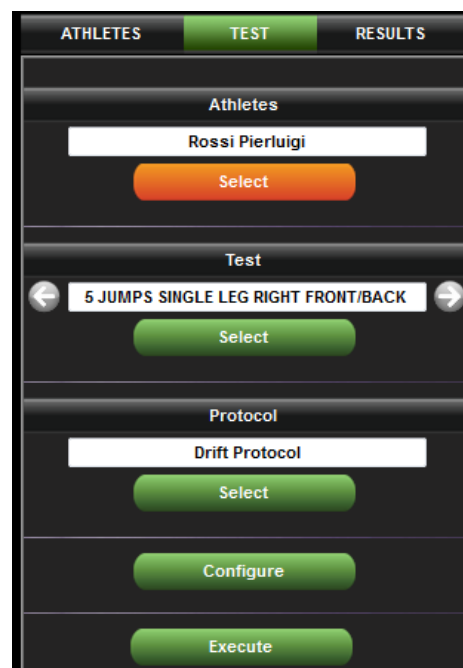 ATHLETES TEST RESULTS
Athletes
Rossi Pierluigi
Select
Test
5 JUMPS SINGLE LEG RIGHT FRONT/BACK
Select
Protocol
Drift Protocol
Select
Configure
Execute